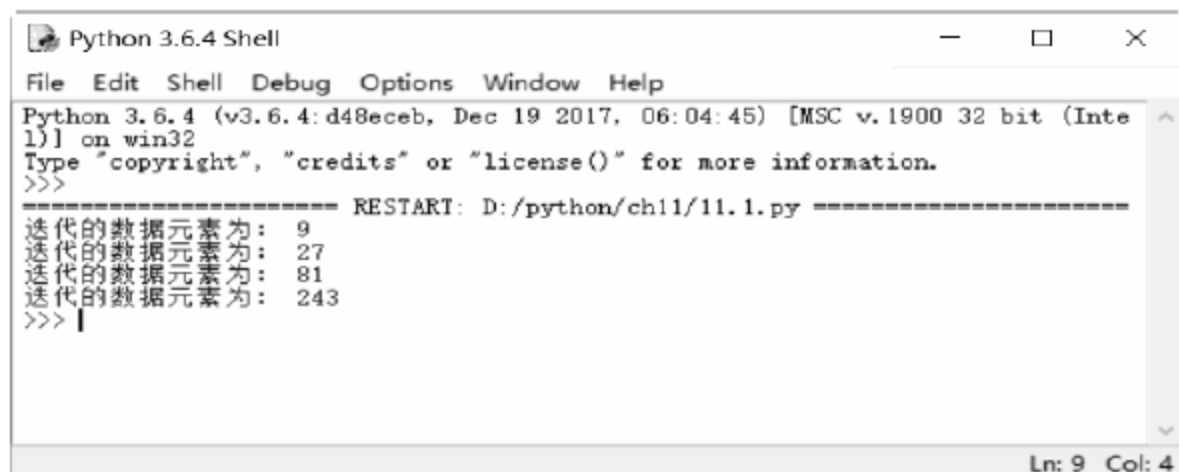 Python 3.6.4 Shell
File Edit Shell Debug Options Window Help
Python 3.6.4 (v3.6.4:d48eceb, Dec 19 2017, 06:04:45) [MSC v.1900 32 bit (Inte
l)] on win32
Type "copyright", "credits" or "license()" for more information.
>>>
====================== RESTART: D:/python/ch11/11.1.py ======================
迭代的数据元素为： 9
迭代的数据元素为： 27
迭代的数据元素为： 81
迭代的数据元素为： 243
>>>
Ln: 9 Col: 4